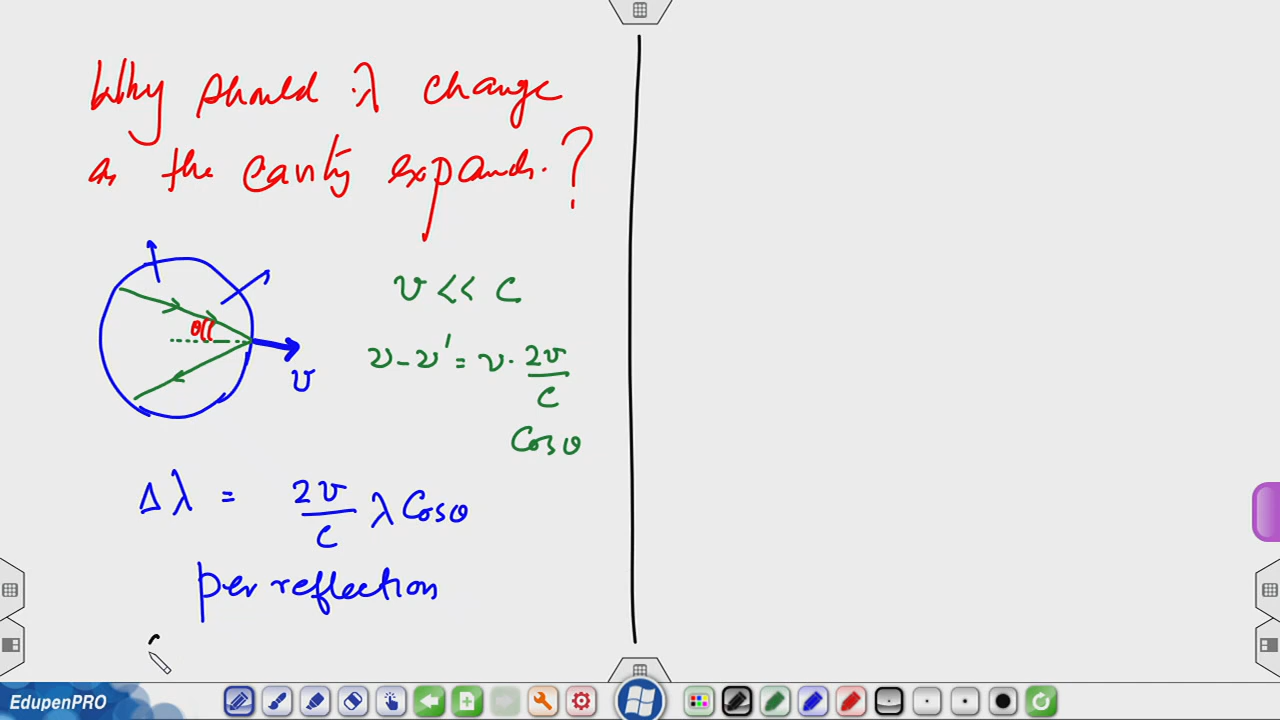 Why should λ change
as the cavity expands?
θ
v
v << c
ν - ν' = ν · 2v/c
Cosθ
Δλ = 2v/c λ Cosθ
per reflection
EdupenPRO